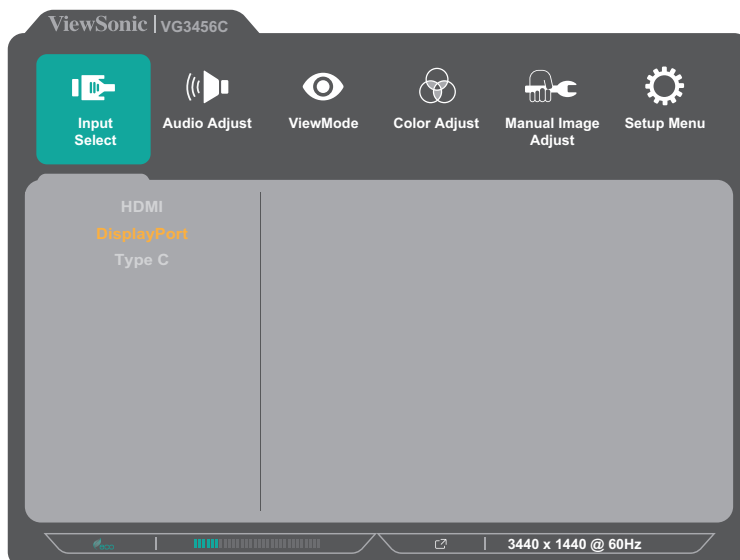 ViewSonic | VG3456C
Input
Select
Audio Adjust
ViewMode
Color Adjust
Manual Image
Adjust
Setup Menu
HDMI
DisplayPort
Type C
eco
3440 x 1440 @ 60Hz